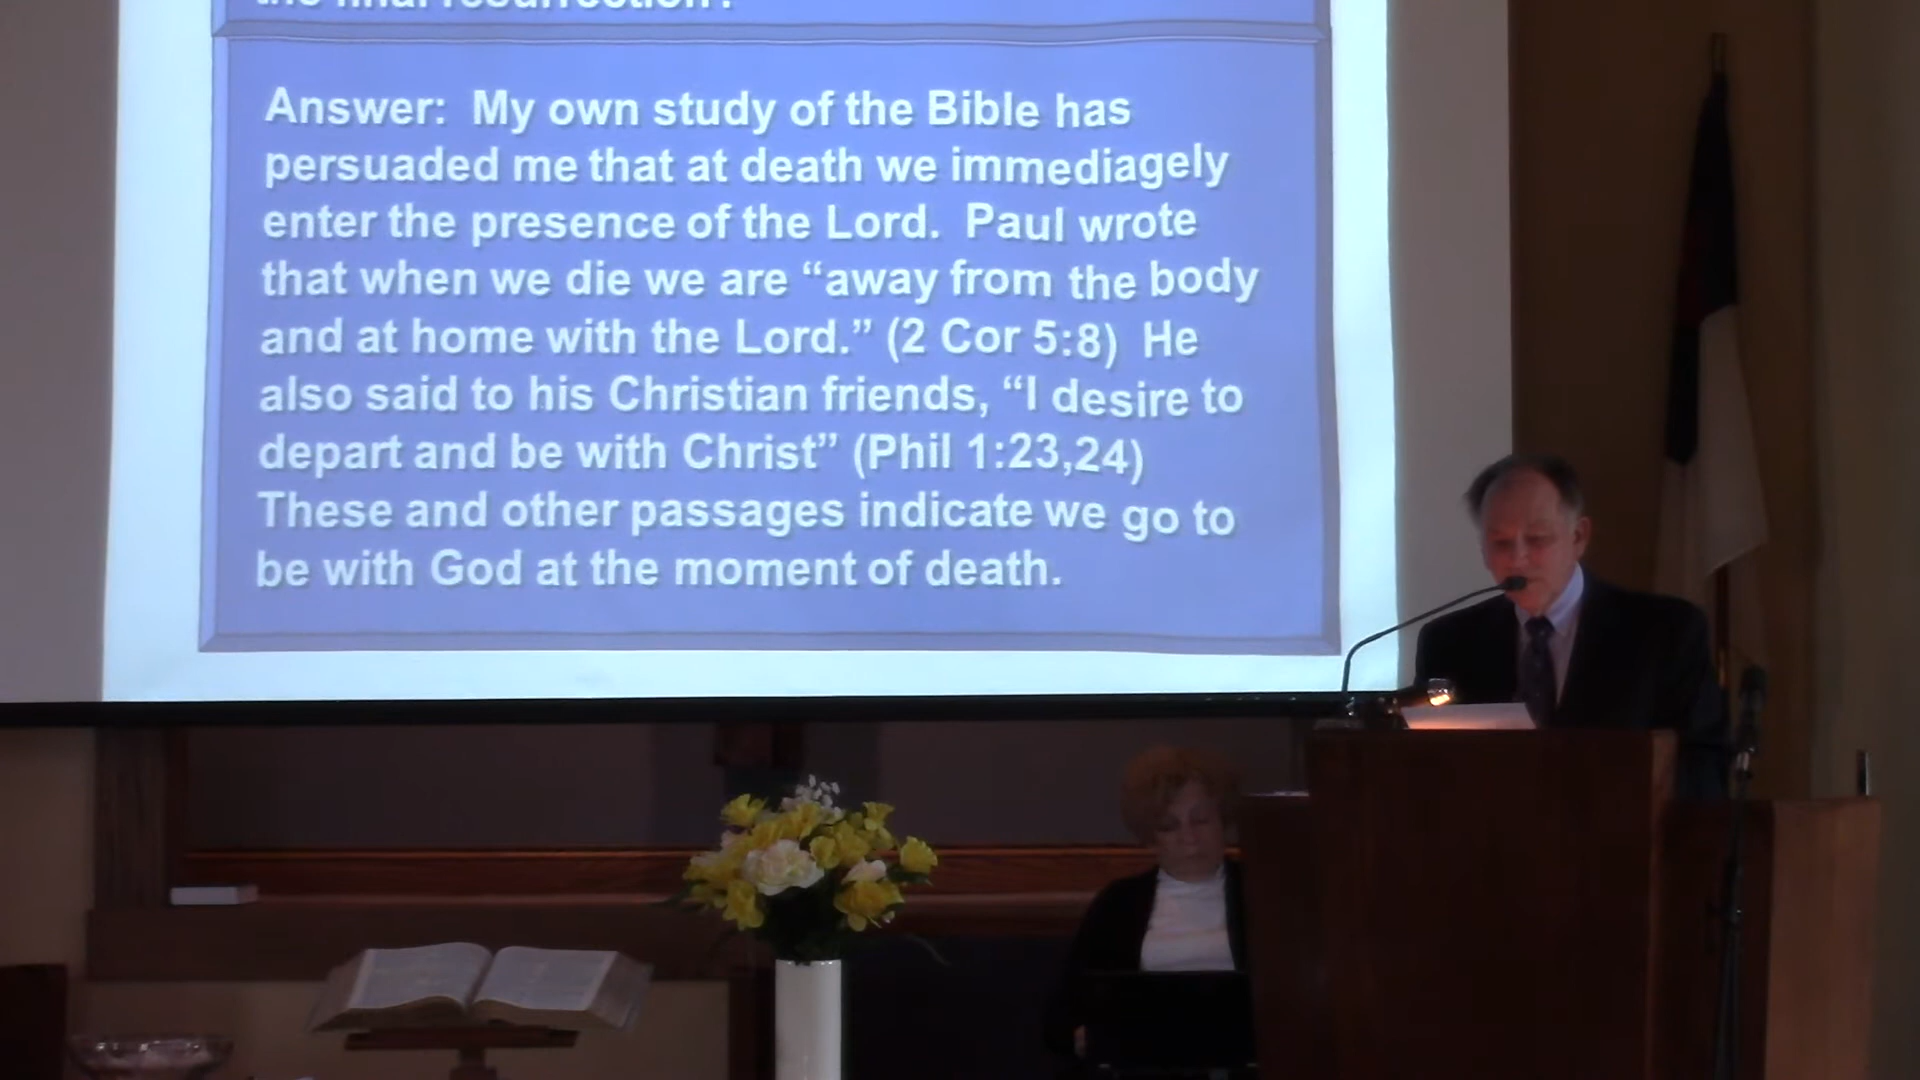 the final resurrection?
Answer: My own study of the Bible has
persuaded me that at death we immediagely
enter the presence of the Lord. Paul wrote
that when we die we are “away from the body
and at home with the Lord.” (2 Cor 5:8) He
also said to his Christian friends, “I desire to
depart and be with Christ” (Phil 1:23,24)
These and other passages indicate we go to
be with God at the moment of death.